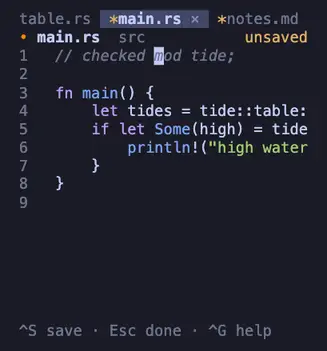 table.rs *main.rs × *notes.md
• main.rs src unsaved
1 // checked mod tide;
2
3 fn main() {
4 let tides = tide::table:
5 if let Some(high) = tide
6 println!("high water
7 }
8 }
9
^S save · Esc done · ^G help